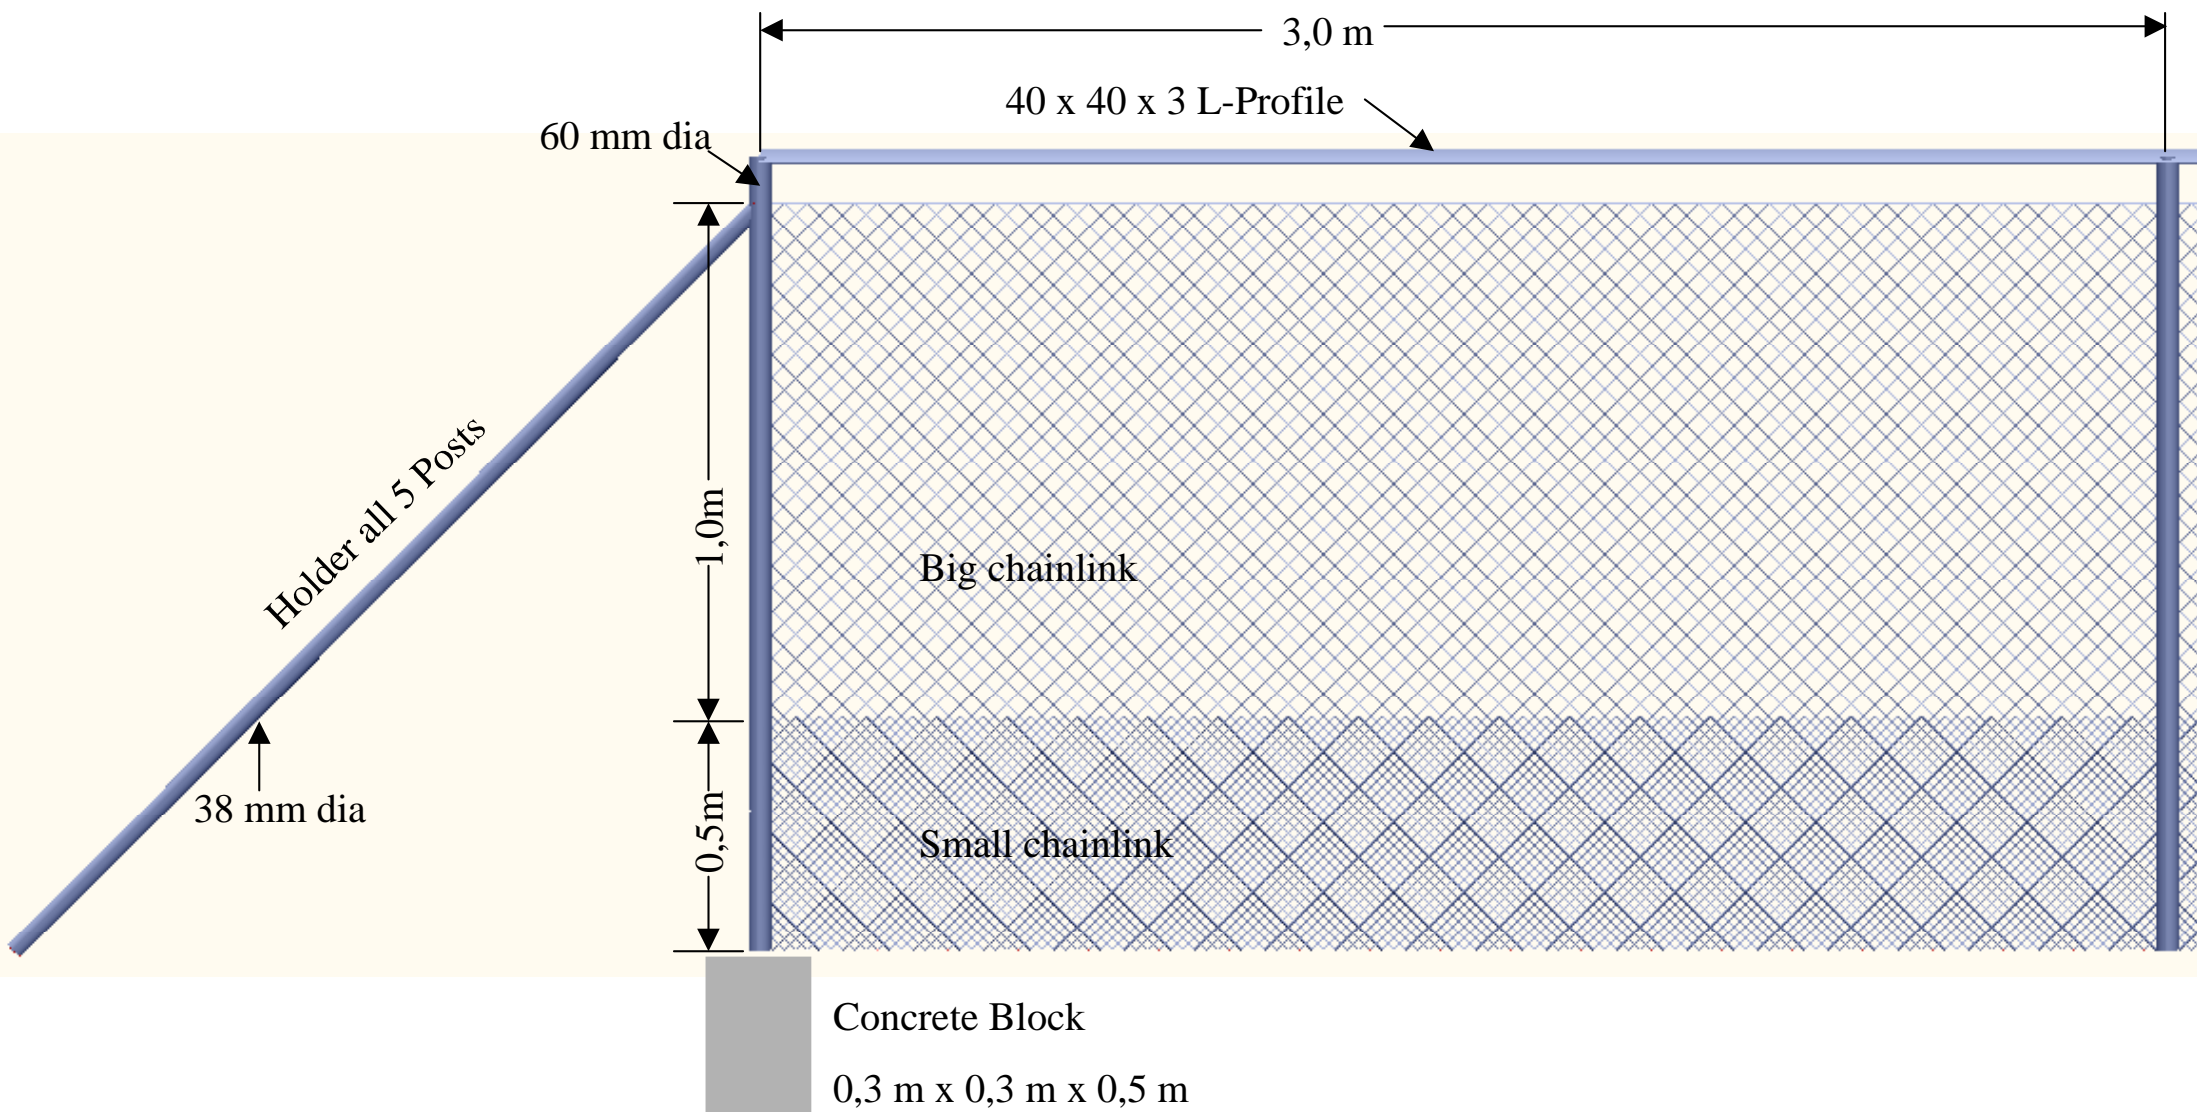 3,0 m
40 x 40 x 3 L-Profile
60 mm dia
Holder all 5 Posts
1,0m
Big chainlink
38 mm dia
0,5m
Small chainlink
Concrete Block
0,3 m x 0,3 m x 0,5 m